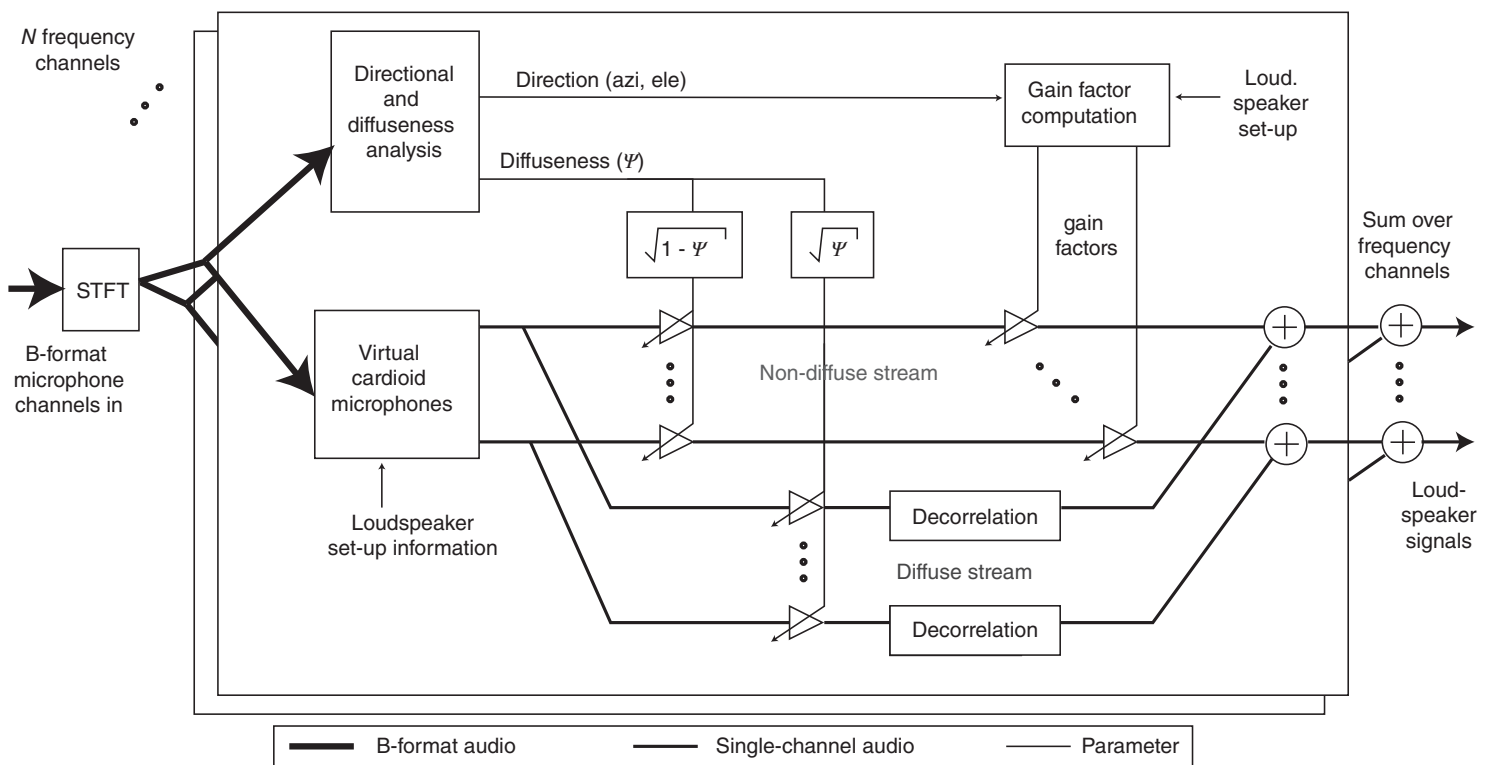 N frequency
channels
Directional
and
diffuseness
analysis
Direction (azi, ele)
Diffuseness (Ψ)
Gain factor
computation
Loud.
speaker
set-up
√1 - Ψ
√Ψ
gain
factors
Sum over
frequency
channels
STFT
B-format
microphone
channels in
Virtual
cardioid
microphones
Non-diffuse stream
Loudspeaker
set-up information
Decorrelation
Diffuse stream
Decorrelation
Loud-
speaker
signals
B-format audio
Single-channel audio
Parameter